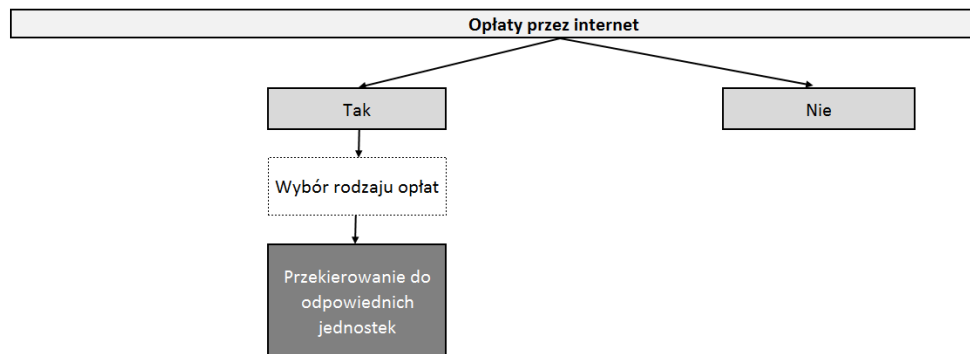 Opłaty przez internet
Tak
Nie
Wybór rodzaju opłat
Przekierowanie do
odpowiednich
jednostek